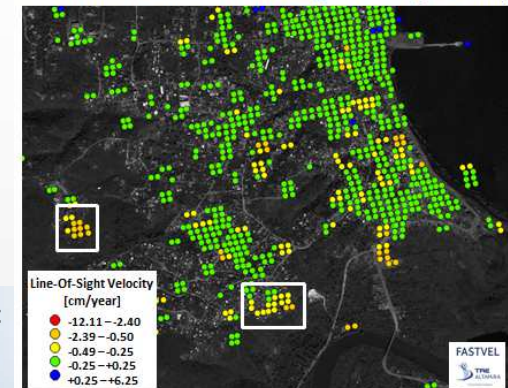 Line-Of-Sight Velocity
[cm/year]
-12.11 – -2.40
-2.39 – -0.50
-0.49 – -0.25
-0.25 – +0.25
+0.25 – +6.25
FASTVEL
TRE
ALTAMIRA